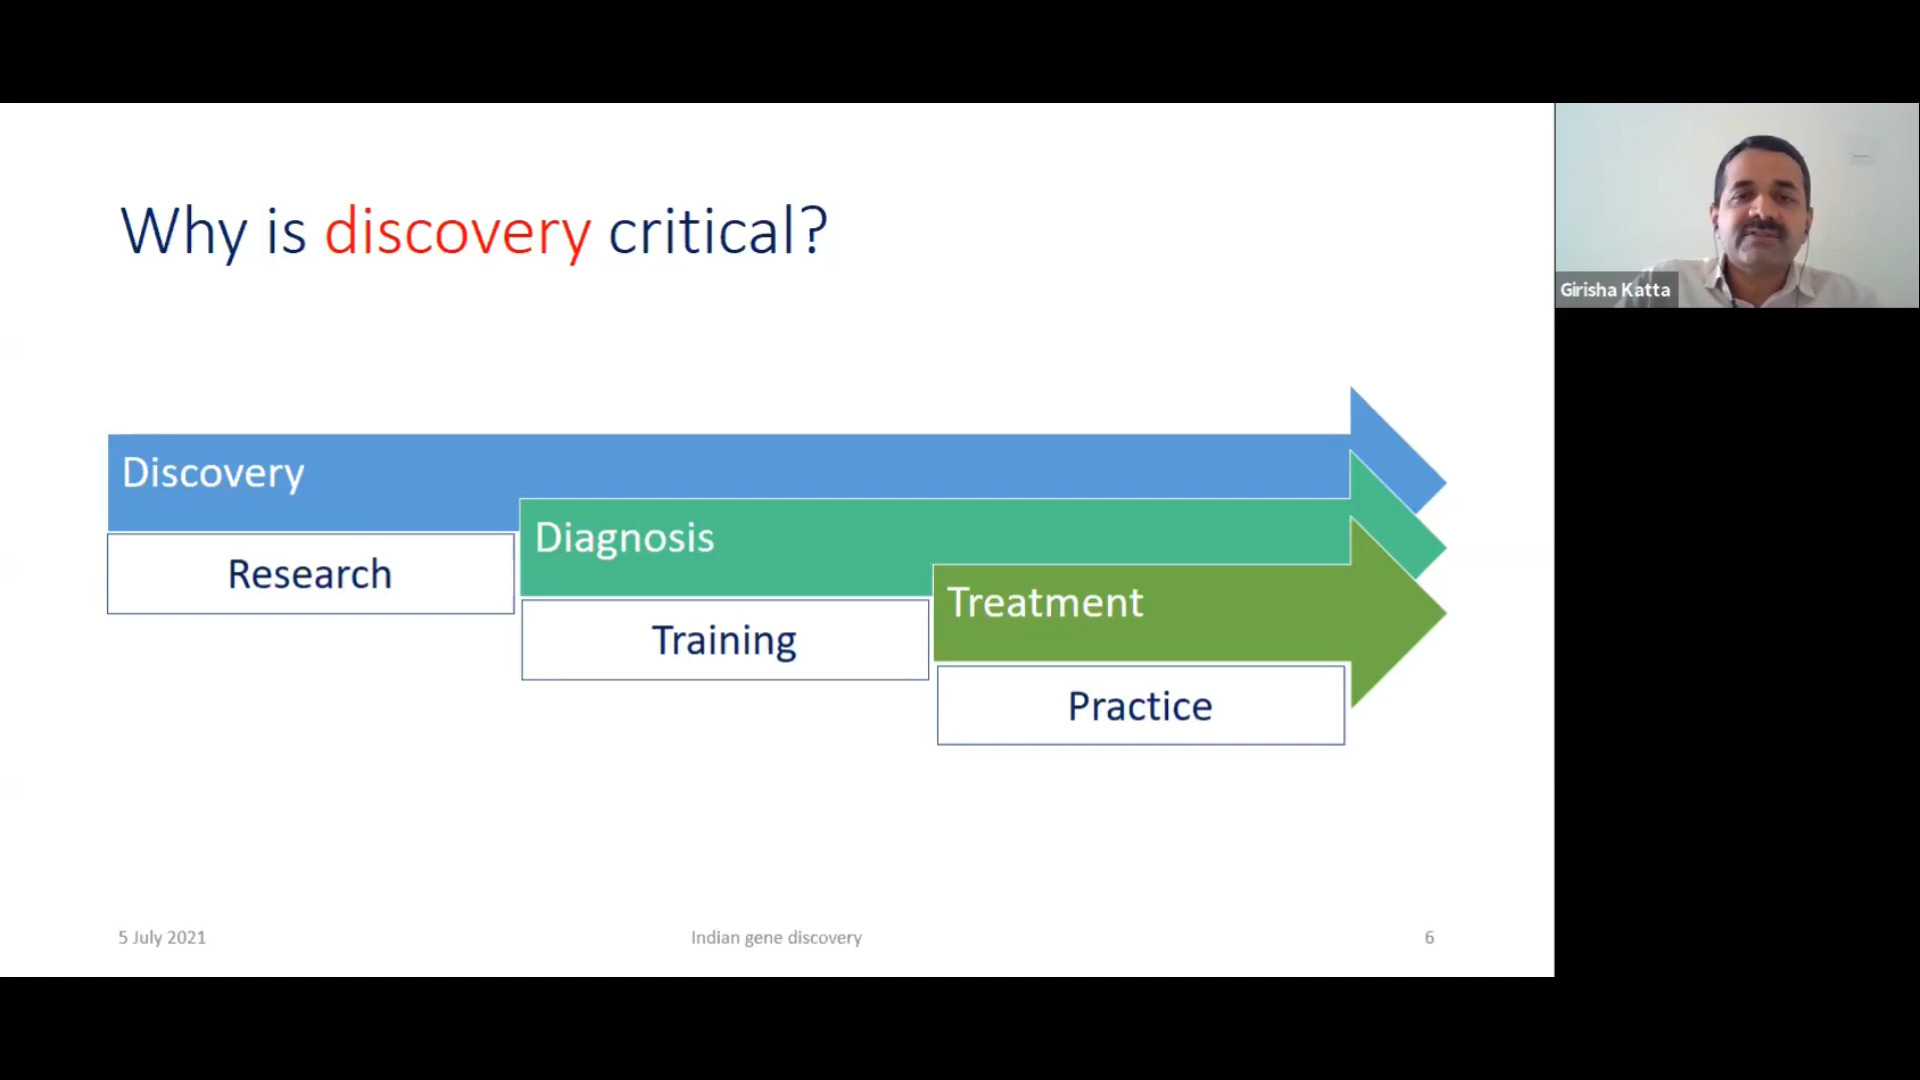 Why is discovery critical?
Girisha Katta
Discovery
Diagnosis
Research
Treatment
Training
Practice
5 July 2021
Indian gene discovery
6